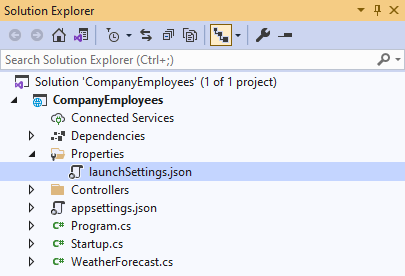 Solution Explorer
Search Solution Explorer (Ctrl+;)
Solution 'CompanyEmployees' (1 of 1 project)
CompanyEmployees
Connected Services
Dependencies
Properties
launchSettings.json
Controllers
appsettings.json
C# Program.cs
C# Startup.cs
C# WeatherForecast.cs